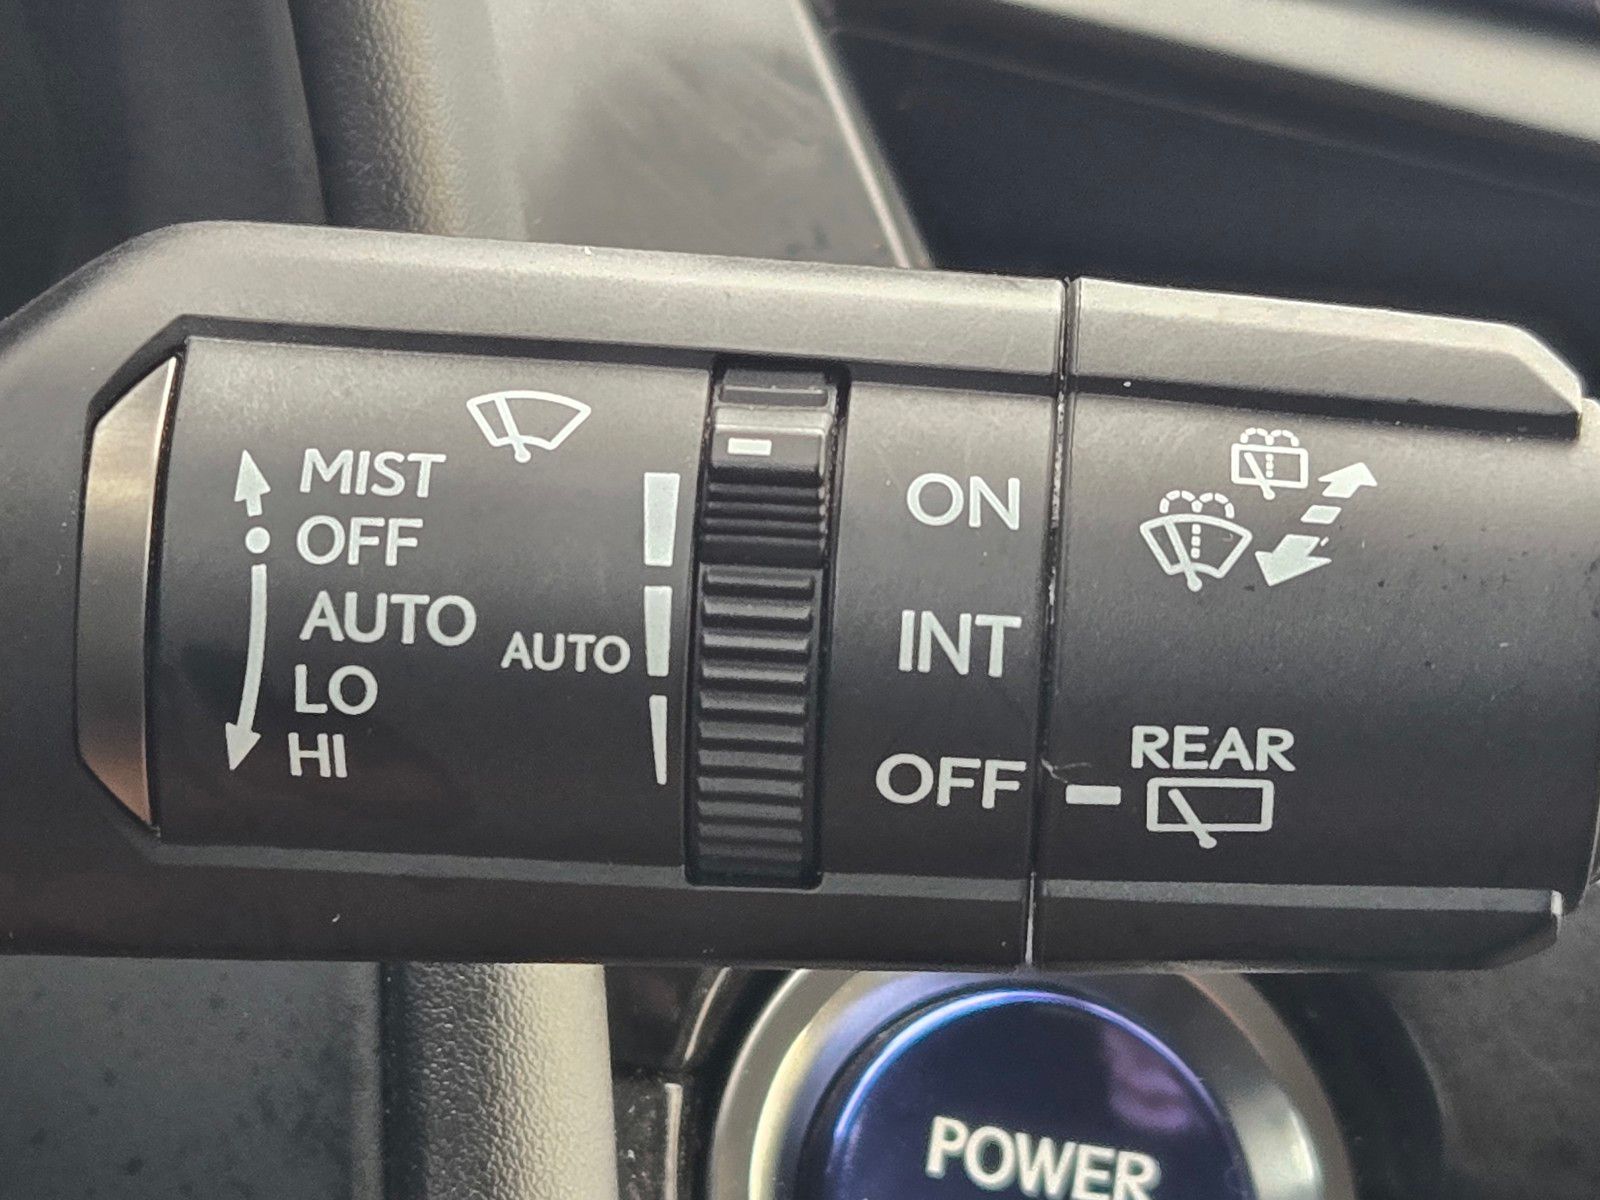 MIST
OFF
AUTO
LO
HI
AUTO
ON
INT
OFF
REAR
POWER